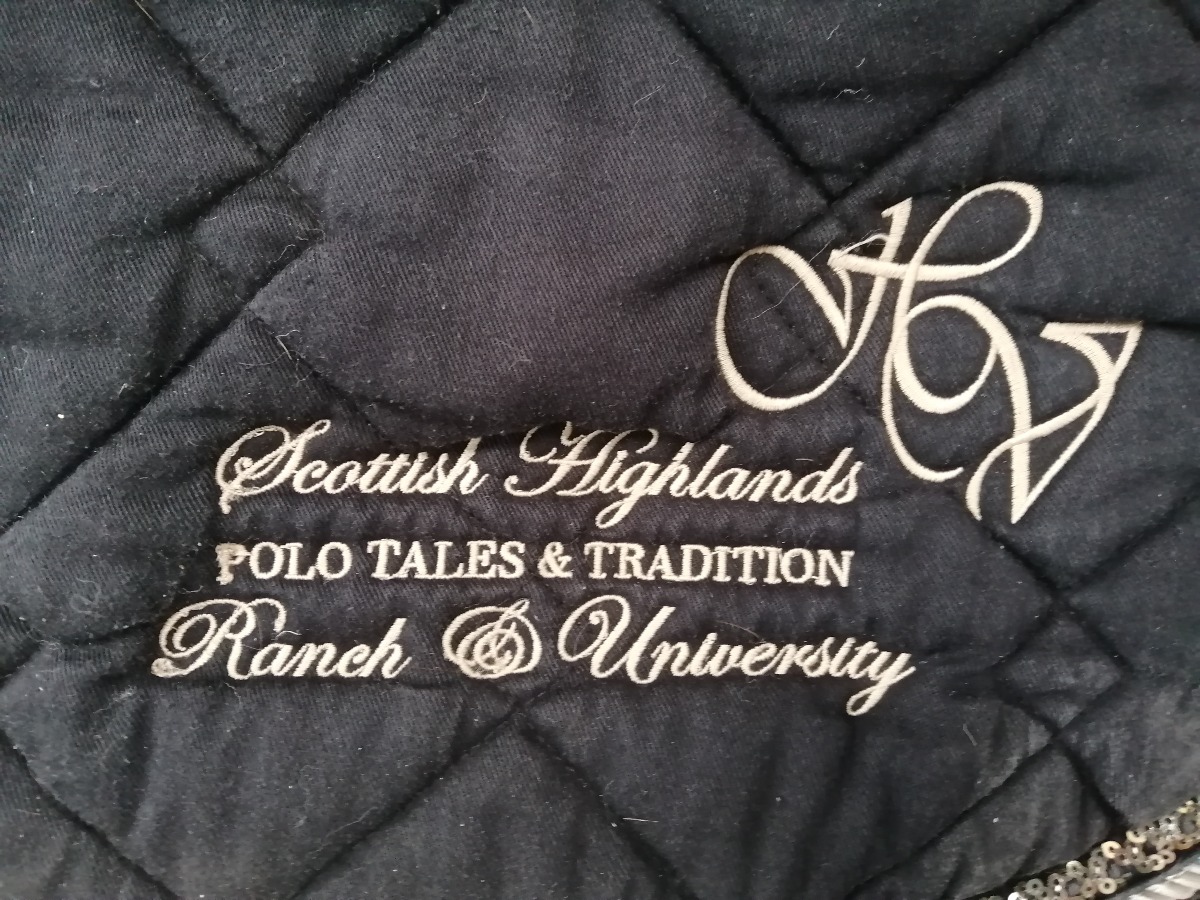 HV
Scottish Highlands
POLO TALES & TRADITION
Ranch & University